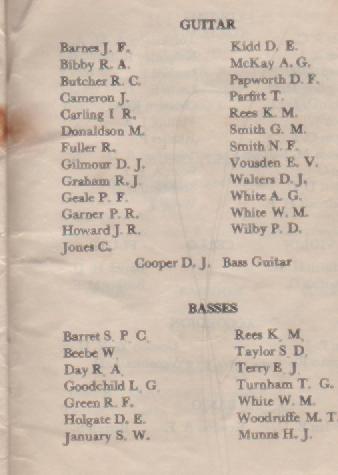 GUITAR
Barnes J. F.
Bibby R. A.
Butcher R. C.
Cameron J.
Carling I R.
Donaldson M.
Fuller R.
Gilmour D. J.
Graham R. J.
Geale P. F.
Garner P. R.
Howard J. R.
Jones C.
Kidd D. E.
McKay A. G.
Papworth D. F.
Parfitt T.
Rees K. M.
Smith G. M.
Smith N. F.
Vousden E. V.
Walters D. J.
White A. G.
White W. M.
Wilby P. D.
Cooper D. J. Bass Guitar
BASSES
Barret S. P. C.
Beebe W.
Day R. A.
Goodchild L. G.
Green R. F.
Holgate D. E.
January S. W.
Rees K. M.
Taylor S. D.
Terry E. J.
Turnham T. G.
White W. M.
Woodruffe M. T.
Munns H. J.